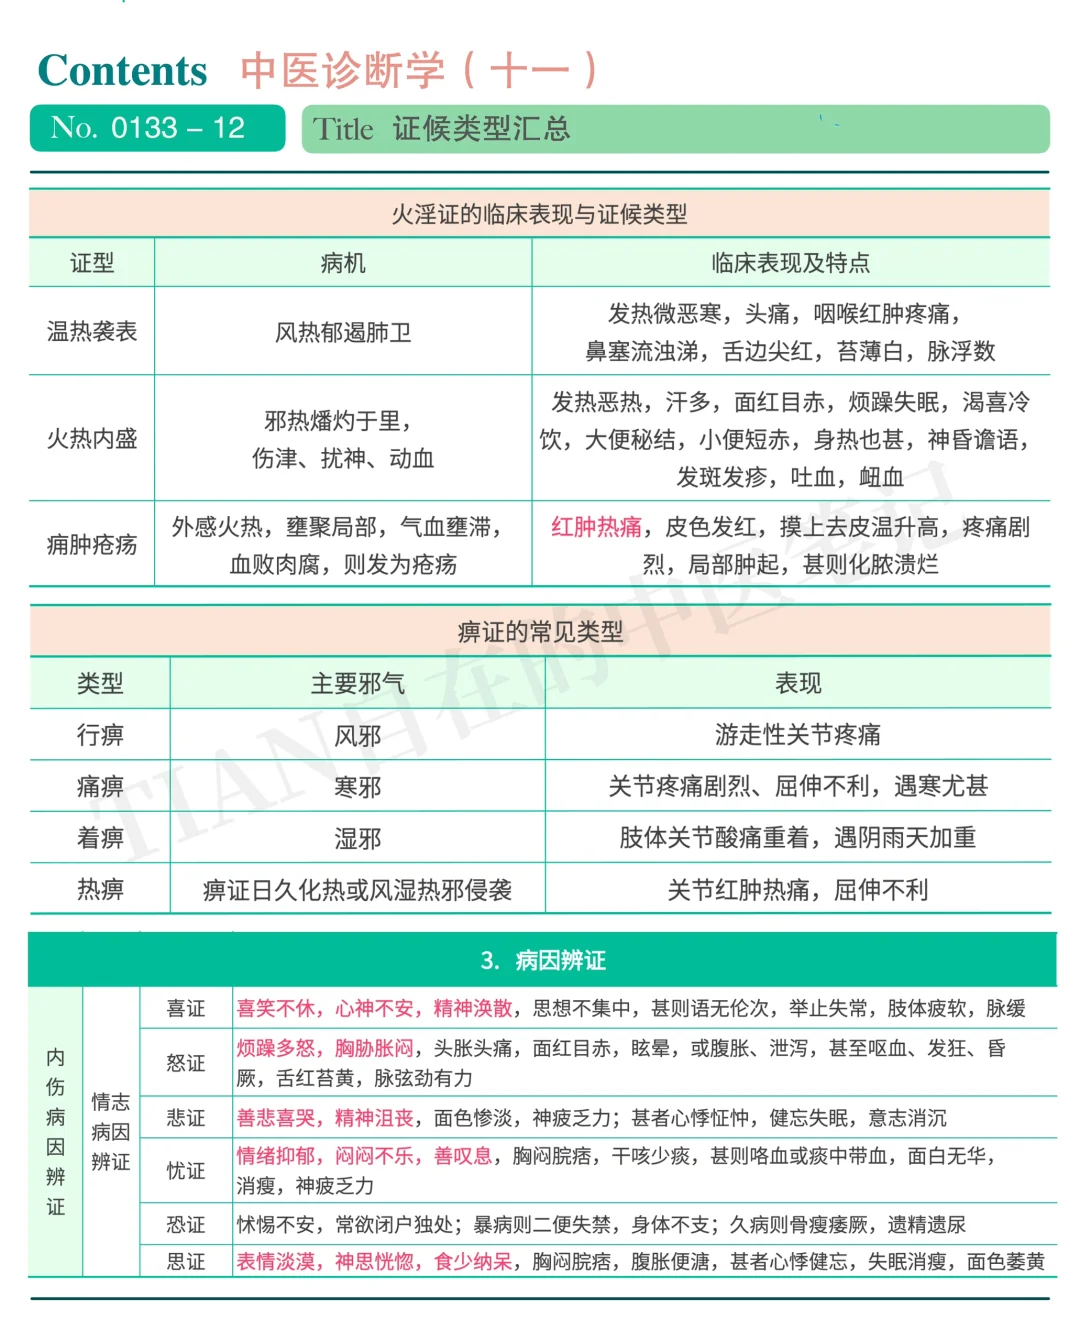 Contents 中医诊断学（十一）
No. 0133 – 12
Title 证候类型汇总
火淫证的临床表现与证候类型
证型 病机 临床表现及特点
温热袭表 风热郁遏肺卫 发热微恶寒，头痛，咽喉红肿疼痛，
鼻塞流浊涕，舌边尖红，苔薄白，脉浮数
火热内盛 邪热燔灼于里，
伤津、扰神、动血
发热恶热，汗多，面红目赤，烦躁失眠，渴喜冷
饮，大便秘结，小便短赤，身热也甚，神昏谵语，
发斑发疹，吐血，衄血
痈肿疮疡 外感火热，壅聚局部，气血壅滞，
血败肉腐，则发为疮疡
红肿热痛，皮色发红，摸上去皮温升高，疼痛剧
烈，局部肿起，甚则化脓溃烂
痹证的常见类型
类型 主要邪气 表现
行痹 风邪 游走性关节疼痛
痛痹 寒邪 关节疼痛剧烈、屈伸不利，遇寒尤甚
着痹 湿邪 肢体关节酸痛重着，遇阴雨天加重
热痹 痹证日久化热或风湿热邪侵袭 关节红肿热痛，屈伸不利
3. 病因辨证
内伤病因辨证
情志
病因
辨证
喜证 喜笑不休，心神不安，精神涣散，思想不集中，甚则语无伦次，举止失常，肢体疲软，脉缓
怒证 烦躁多怒，胸胁胀闷，头胀头痛，面红目赤，眩晕，或腹胀、泄泻，甚至呕血、发狂、昏
厥，舌红苔黄，脉弦劲有力
悲证 善悲喜哭，精神沮丧，面色惨淡，神疲乏力；甚者心悸怔忡，健忘失眠，意志消沉
忧证 情绪抑郁，闷闷不乐，善叹息，胸闷脘痞，干咳少痰，甚则咯血或痰中带血，面白无华，
消瘦，神疲乏力
恐证 怵惕不安，常欲闭户独处；暴病则二便失禁，身体不支；久病则骨瘦痿厥，遗精遗尿
思证 表情淡漠，神思恍惚，食少纳呆，胸闷脘痞，腹胀便溏，甚者心悸健忘，失眠消瘦，面色萎黄
TIAN自在的中医笔记